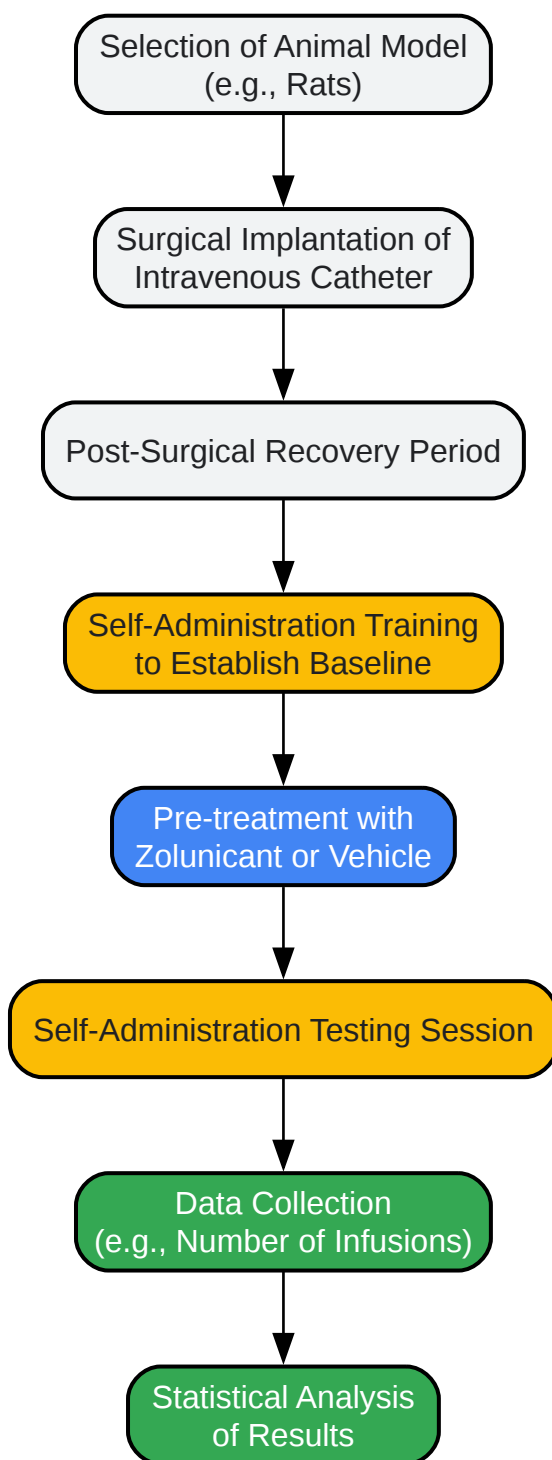 Selection of Animal Model
(e.g., Rats)
Surgical Implantation of
Intravenous Catheter
Post-Surgical Recovery Period
Self-Administration Training
to Establish Baseline
Pre-treatment with
Zolunicant or Vehicle
Self-Administration Testing Session
Data Collection
(e.g., Number of Infusions)
Statistical Analysis
of Results